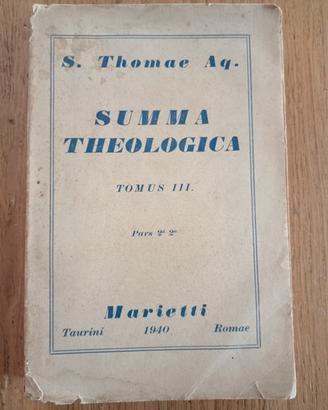 S. Thomae Aq.
SUMMA
THEOLOGICA
TOMUS III.
Pars 2ª 2ª
Marietti
Taurini 1940 Romae